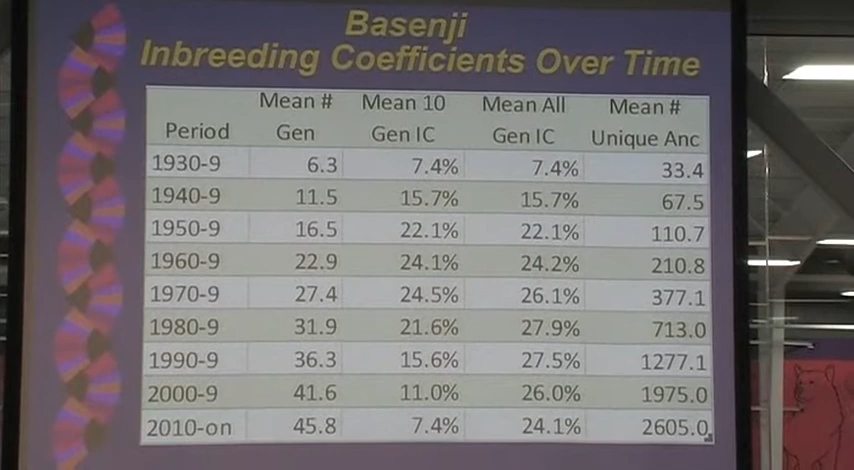 Basenji
Inbreeding Coefficients Over Time
Period Mean # Gen Mean 10 Gen IC Mean All Gen IC Mean # Unique Anc
1930-9 6.3 7.4% 7.4% 33.4
1940-9 11.5 15.7% 15.7% 67.5
1950-9 16.5 22.1% 22.1% 110.7
1960-9 22.9 24.1% 24.2% 210.8
1970-9 27.4 24.5% 26.1% 377.1
1980-9 31.9 21.6% 27.9% 713.0
1990-9 36.3 15.6% 27.5% 1277.1
2000-9 41.6 11.0% 26.0% 1975.0
2010-on 45.8 7.4% 24.1% 2605.0